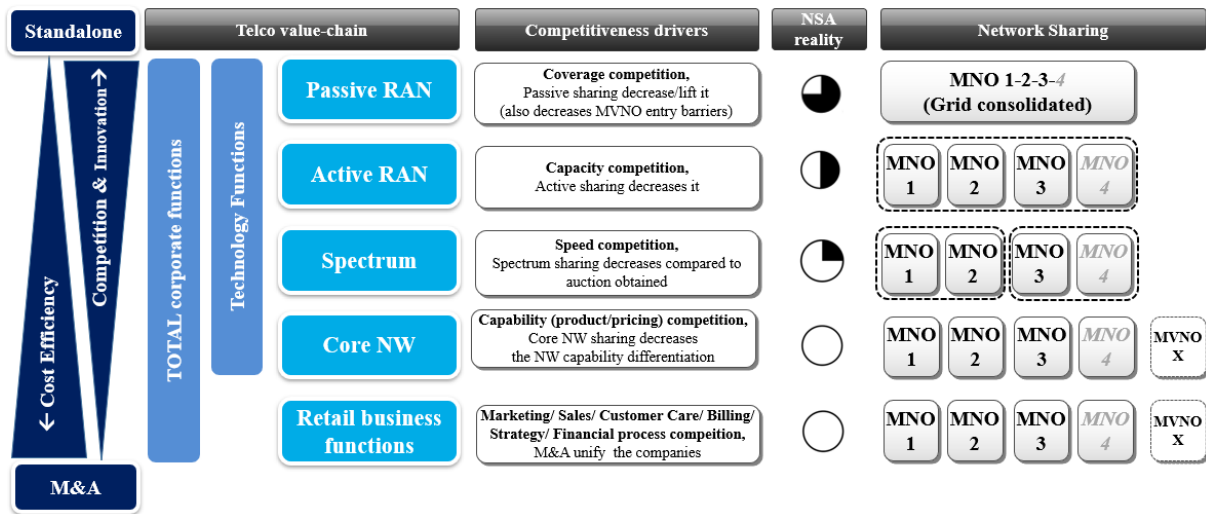 Standalone
Telco value-chain
Competitiveness drivers
NSA
reality
Network Sharing
← Cost Efficiency
Competition & Innovation→
TOTAL corporate functions
Technology Functions
Passive RAN
Coverage competition,
Passive sharing decrease/lift it
(also decreases MVNO entry barriers)
MNO 1-2-3-4
(Grid consolidated)
Active RAN
Capacity competition,
Active sharing decreases it
MNO
1
MNO
2
MNO
3
MNO
4
Spectrum
Speed competition,
Spectrum sharing decreases compared to
auction obtained
MNO
1
MNO
2
MNO
3
MNO
4
Core NW
Capability (product/pricing) competition,
Core NW sharing decreases
the NW capability differentiation
MNO
1
MNO
2
MNO
3
MNO
4
MVNO
X
Retail business
functions
Marketing/ Sales/ Customer Care/ Billing/
Strategy/ Financial process compeition,
M&A unify the companies
MNO
1
MNO
2
MNO
3
MNO
4
MVNO
X
M&A